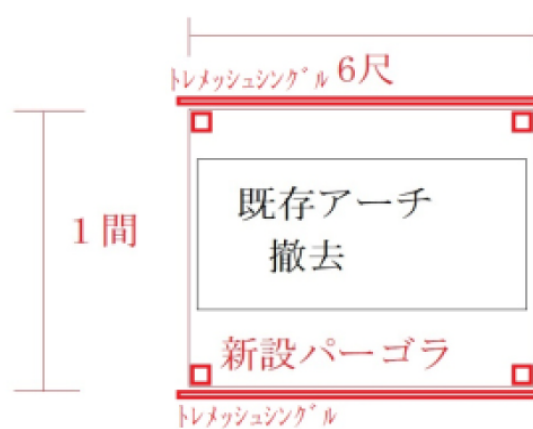 トレメッシュシングル 6尺
1間
既存アーチ
撤去
新設パーゴラ
トレメッシュシングル